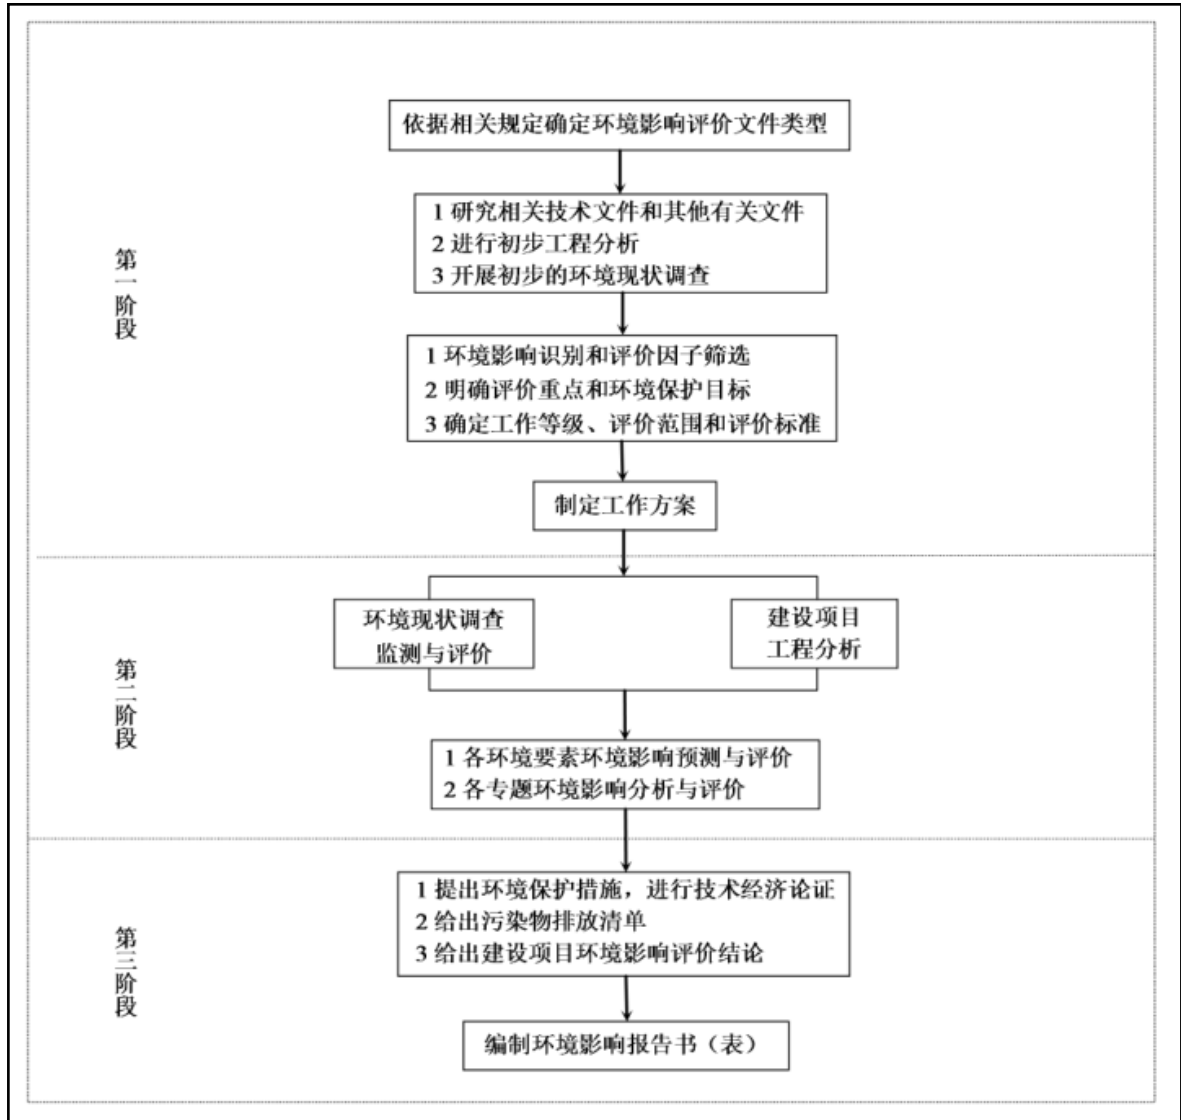 依据相关规定确定环境影响评价文件类型
1 研究相关技术文件和其他有关文件
2 进行初步工程分析
3 开展初步的环境现状调查
第一阶段
1 环境影响识别和评价因子筛选
2 明确评价重点和环境保护目标
3 确定工作等级、评价范围和评价标准
制定工作方案
环境现状调查
监测与评价
建设项目
工程分析
第二阶段
1 各环境要素环境影响预测与评价
2 各专题环境影响分析与评价
1 提出环境保护措施，进行技术经济论证
2 给出污染物排放清单
3 给出建设项目环境影响评价结论
第三阶段
编制环境影响报告书（表）